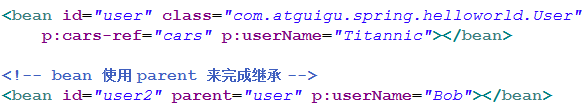 <bean id="user" class="com.atguigu.spring.helloworld.User"
p:cars-ref="cars" p:userName="Titannic"></bean>
<!-- bean 使用 parent 来完成继承 -->
<bean id="user2" parent="user" p:userName="Bob"></bean>